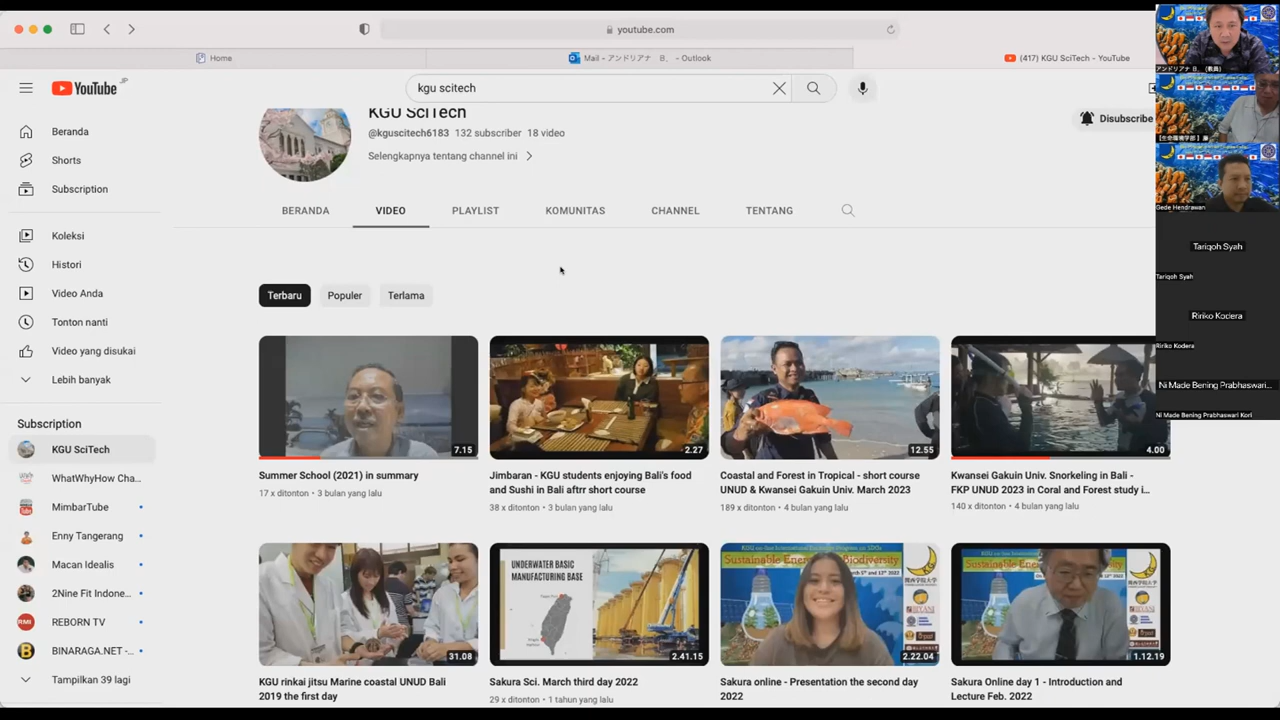 youtube.com
Home
Mail - アンドリアナ B. - Outlook
(417) KGU SciTech - YouTube
YouTube JP
kgu scitech
KGU SciTech
@kguscitech6183 132 subscriber 18 video
Disubscribe
Selengkapnya tentang channel ini
BERANDA VIDEO PLAYLIST KOMUNITAS CHANNEL TENTANG
Terbaru Populer Terlama
Beranda
Shorts
Subscription
Koleksi
Histori
Video Anda
Tonton nanti
Video yang disukai
Lebih banyak
Subscription
KGU SciTech
WhatWhyHow Cha...
MimbarTube
Enny Tangerang
Macan Idealis
2Nine Fit Indone...
REBORN TV
BINARAGA.NET -...
Tampilkan 39 lagi
7.15
Summer School (2021) in summary
17 x ditonton • 3 bulan yang lalu
2.27
Jimbaran - KGU students enjoying Bali's food
and Sushi in Bali aftrr short course
38 x ditonton • 3 bulan yang lalu
12.55
Coastal and Forest in Tropical - short course
UNUD & Kwansei Gakuin Univ. March 2023
189 x ditonton • 4 bulan yang lalu
4.00
Kwansei Gakuin Univ. Snorkeling in Bali -
FKP UNUD 2023 in Coral and Forest study i...
140 x ditonton • 4 bulan yang lalu
31.08
KGU rinkai jitsu Marine coastal UNUD Bali
2019 the first day
UNDERWATER BASIC
MANUFACTURING BASE
2.41.15
Sakura Sci. March third day 2022
29 x ditonton • 1 tahun yang lalu
2.22.04
Sakura online - Presentation the second day
2022
1.12.19
Sakura Online day 1 - Introduction and
Lecture Feb. 2022
アンドリアナ B. (教員)
Gede Hendrawan
Tariqoh Syah
Tariqoh Syah
Ririko Kodera
Ririko Kodera
Ni Made Bening Prabhaswari...
Ni Made Bening Prabhaswari Kori